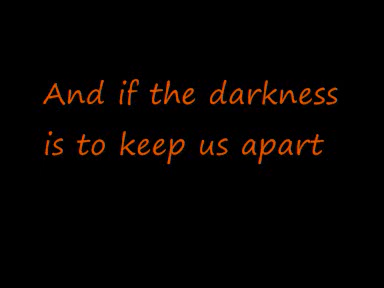 And if the darkness
is to keep us apart